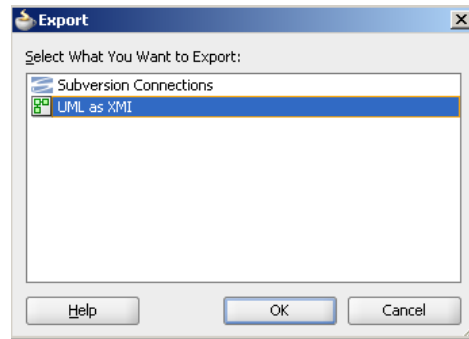 Export
Select What You Want to Export:
Subversion Connections
UML as XMI
Help
OK
Cancel